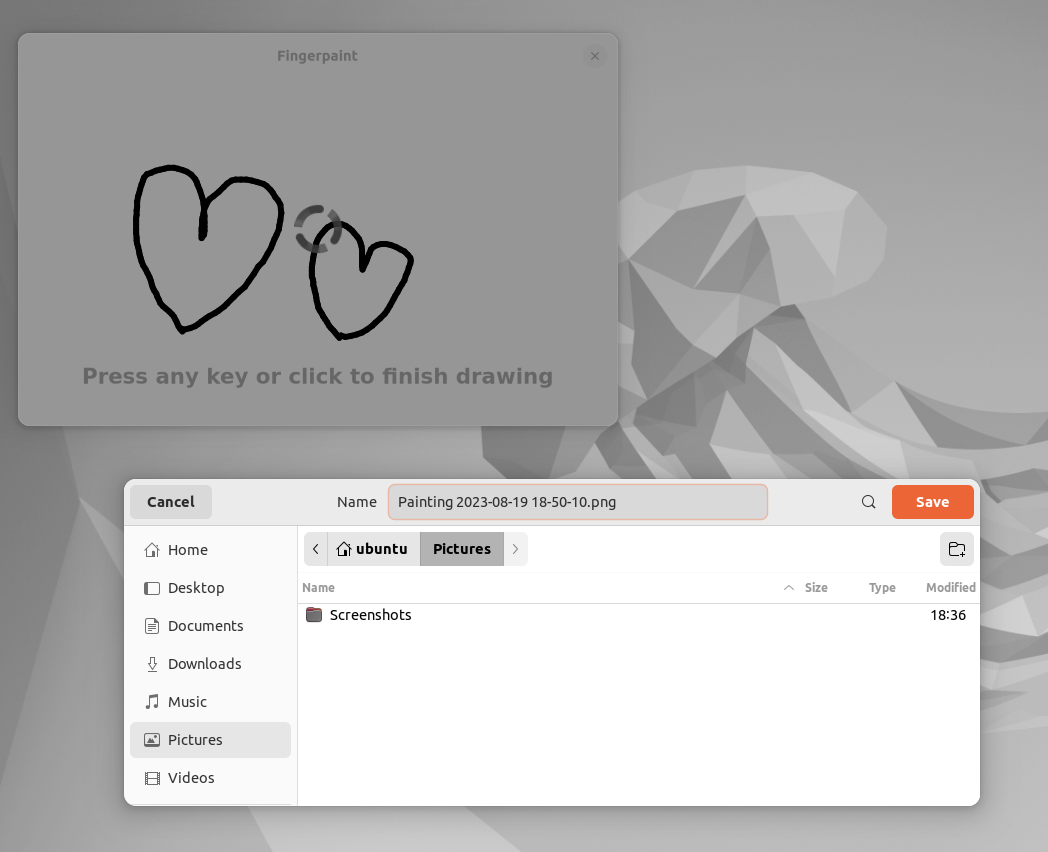 Fingerpaint
Press any key or click to finish drawing
Cancel Name Painting 2023-08-19 18-50-10.png Save
Home
Desktop
Documents
Downloads
Music
Pictures
Videos
ubuntu Pictures
Name Size Type Modified
Screenshots 18:36